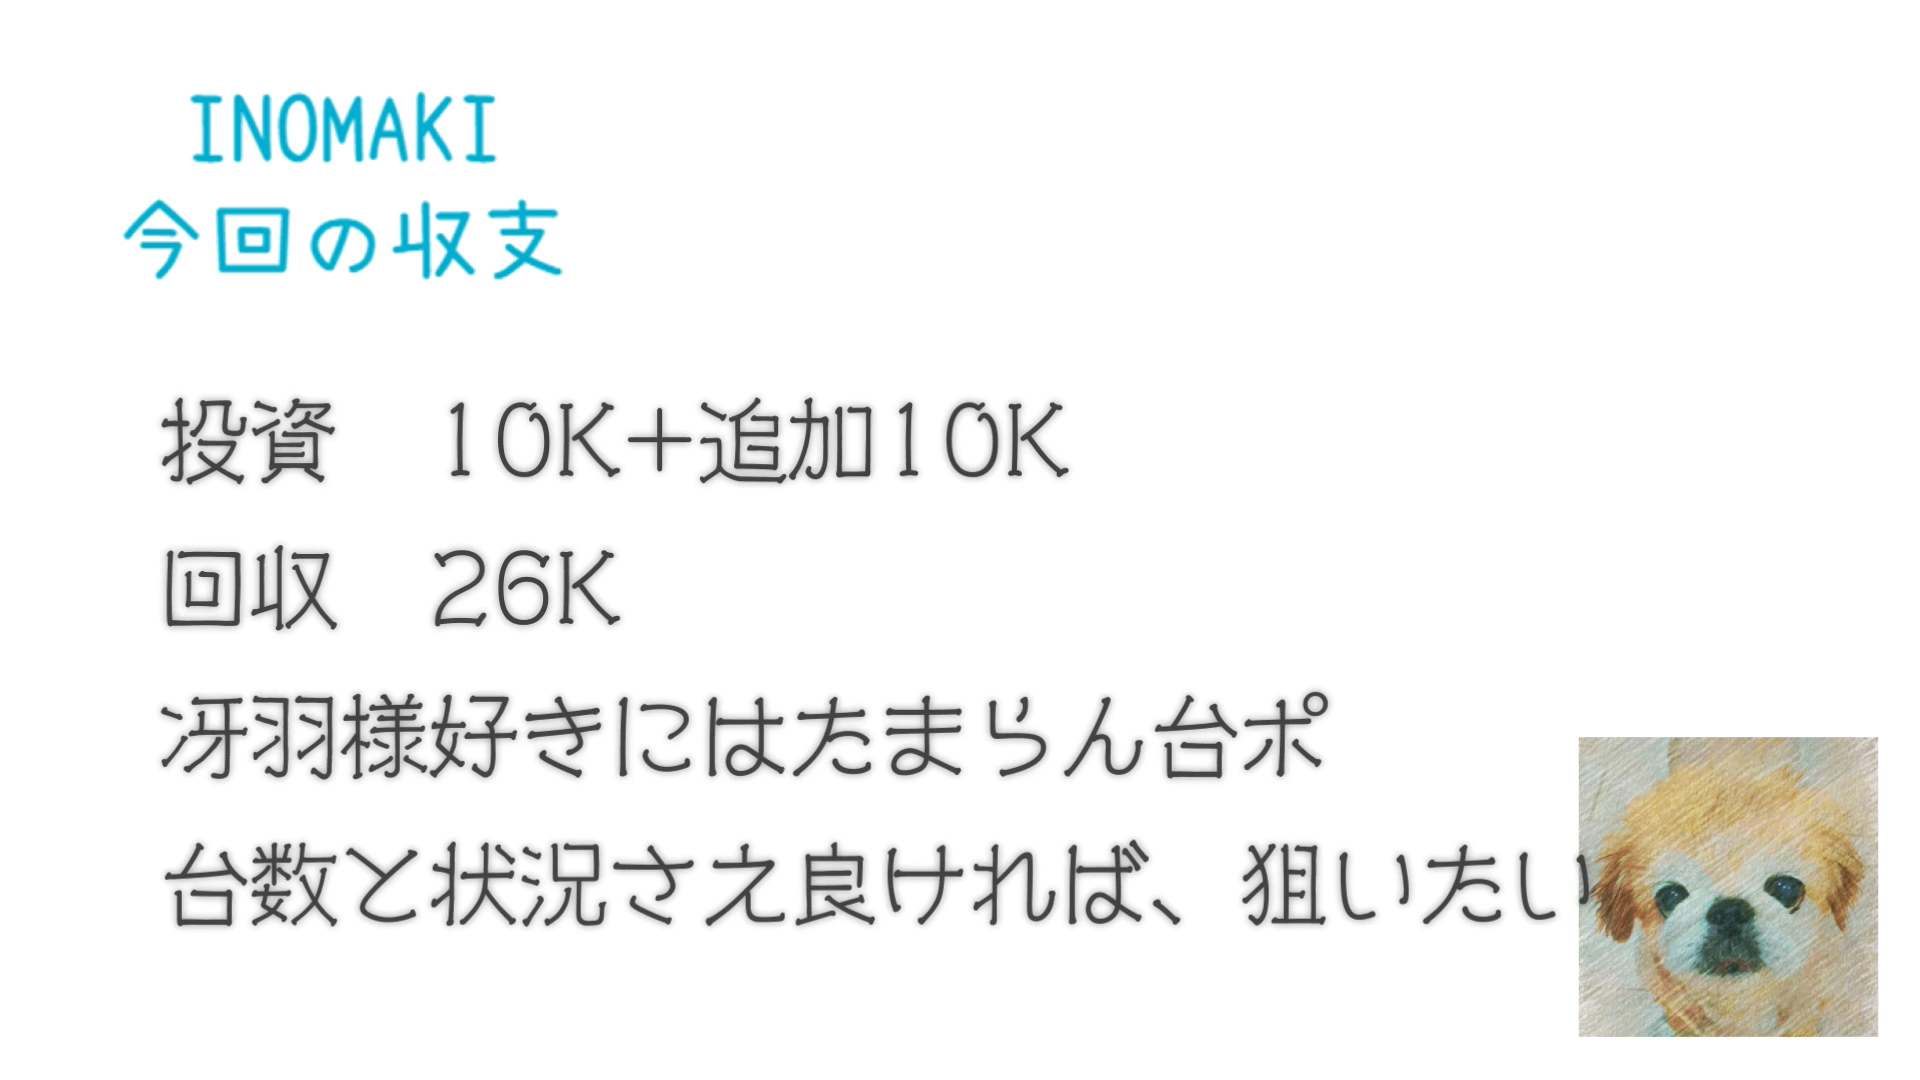 INOMAKI
今回の収支
投資　10K+追加10K
回収　26K
冴羽様好きにはたまらん台ポ
台数と状況さえ良ければ、狙いたい